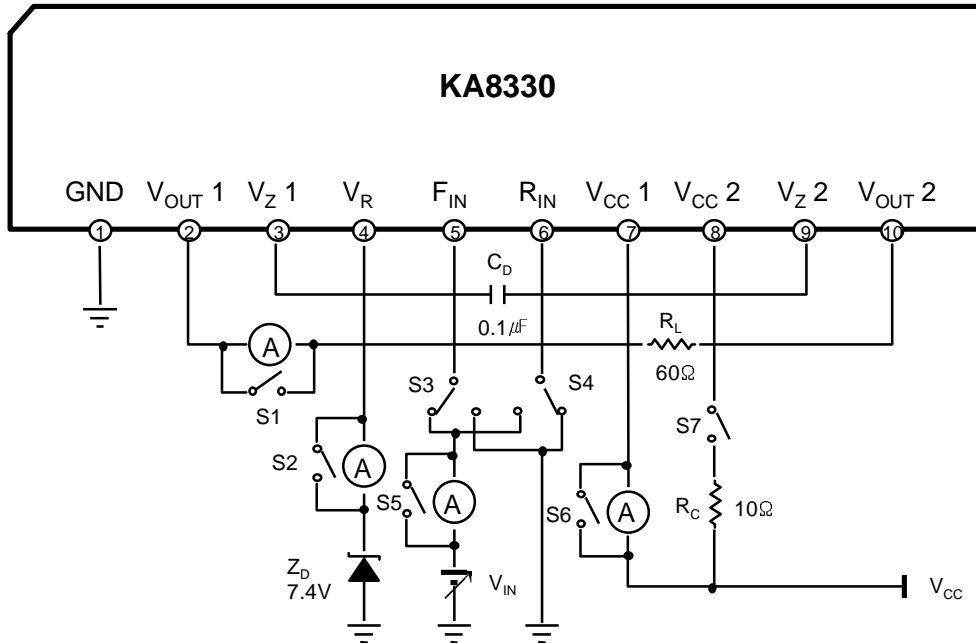 KA8330
GND VOUT 1 VZ 1 VR FIN RIN VCC 1 VCC 2 VZ 2 VOUT 2
1 2 3 4 5 6 7 8 9 10
CD
0.1㎌
RL
60Ω
A
S1
S3
S4
S7
S2
A
S5
A
S6
A
RC
10Ω
ZD
7.4V
VIN
VCC